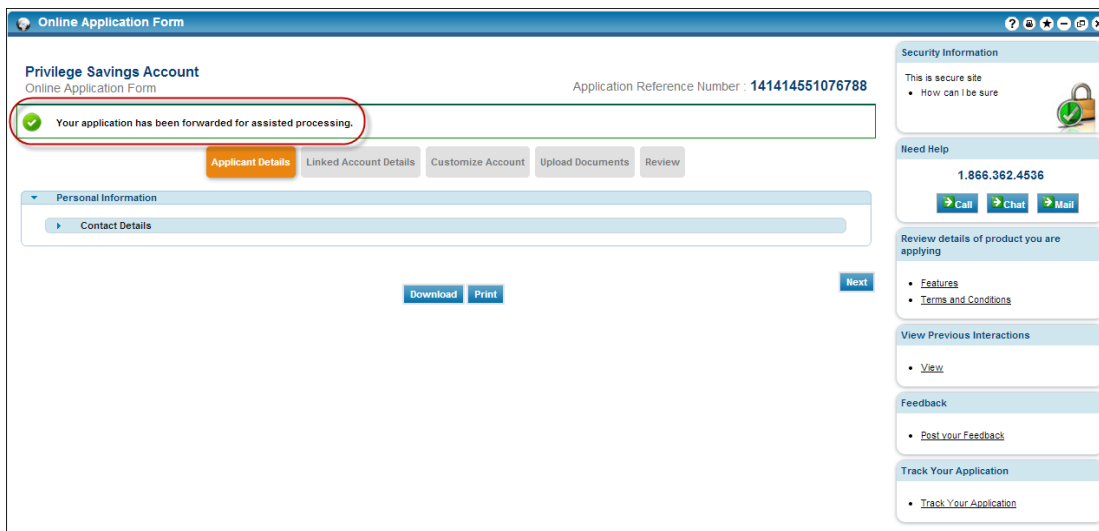 Online Application Form
Privilege Savings Account
Online Application Form
Application Reference Number : 141414551076788
Your application has been forwarded for assisted processing.
Applicant Details
Linked Account Details
Customize Account
Upload Documents
Review
Personal Information
Contact Details
Next
Download
Print
Security Information
This is secure site
• How can I be sure
Need Help
1.866.362.4536
Call
Chat
Mail
Review details of product you are
applying
• Features
• Terms and Conditions
View Previous Interactions
• View
Feedback
• Post your Feedback
Track Your Application
• Track Your Application